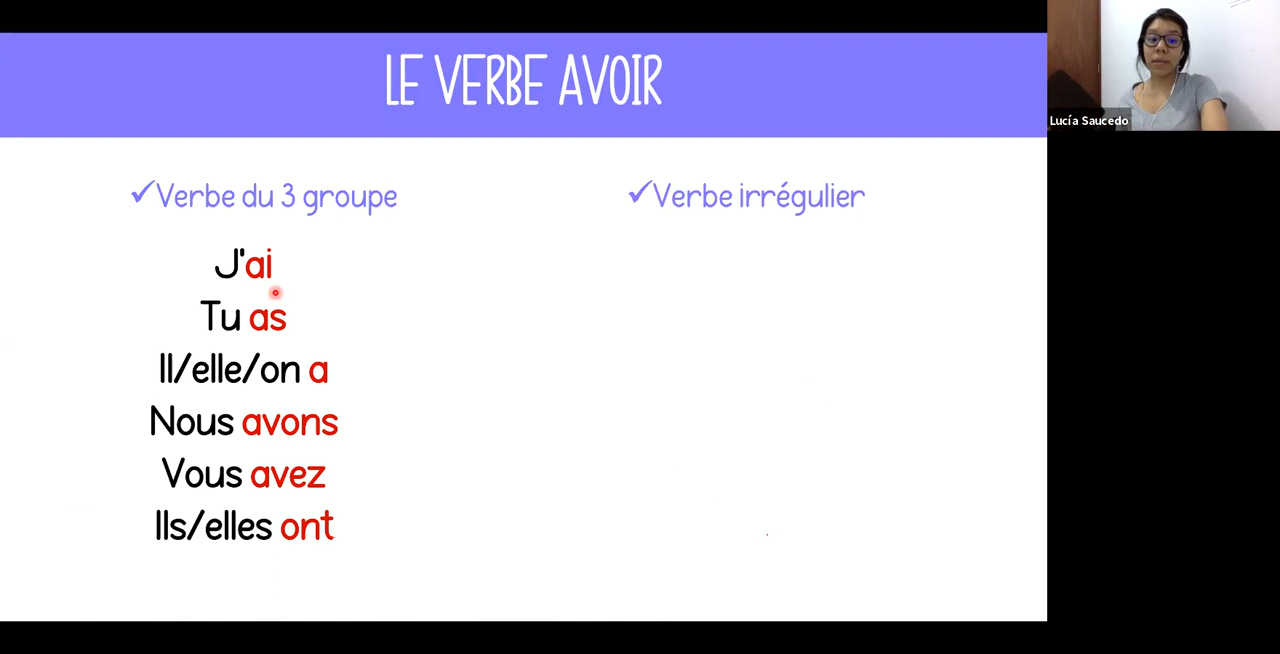 LE VERBE AVOIR
✓Verbe du 3 groupe
✓Verbe irrégulier
J'ai
Tu as
Il/elle/on a
Nous avons
Vous avez
Ils/elles ont
Lucía Saucedo